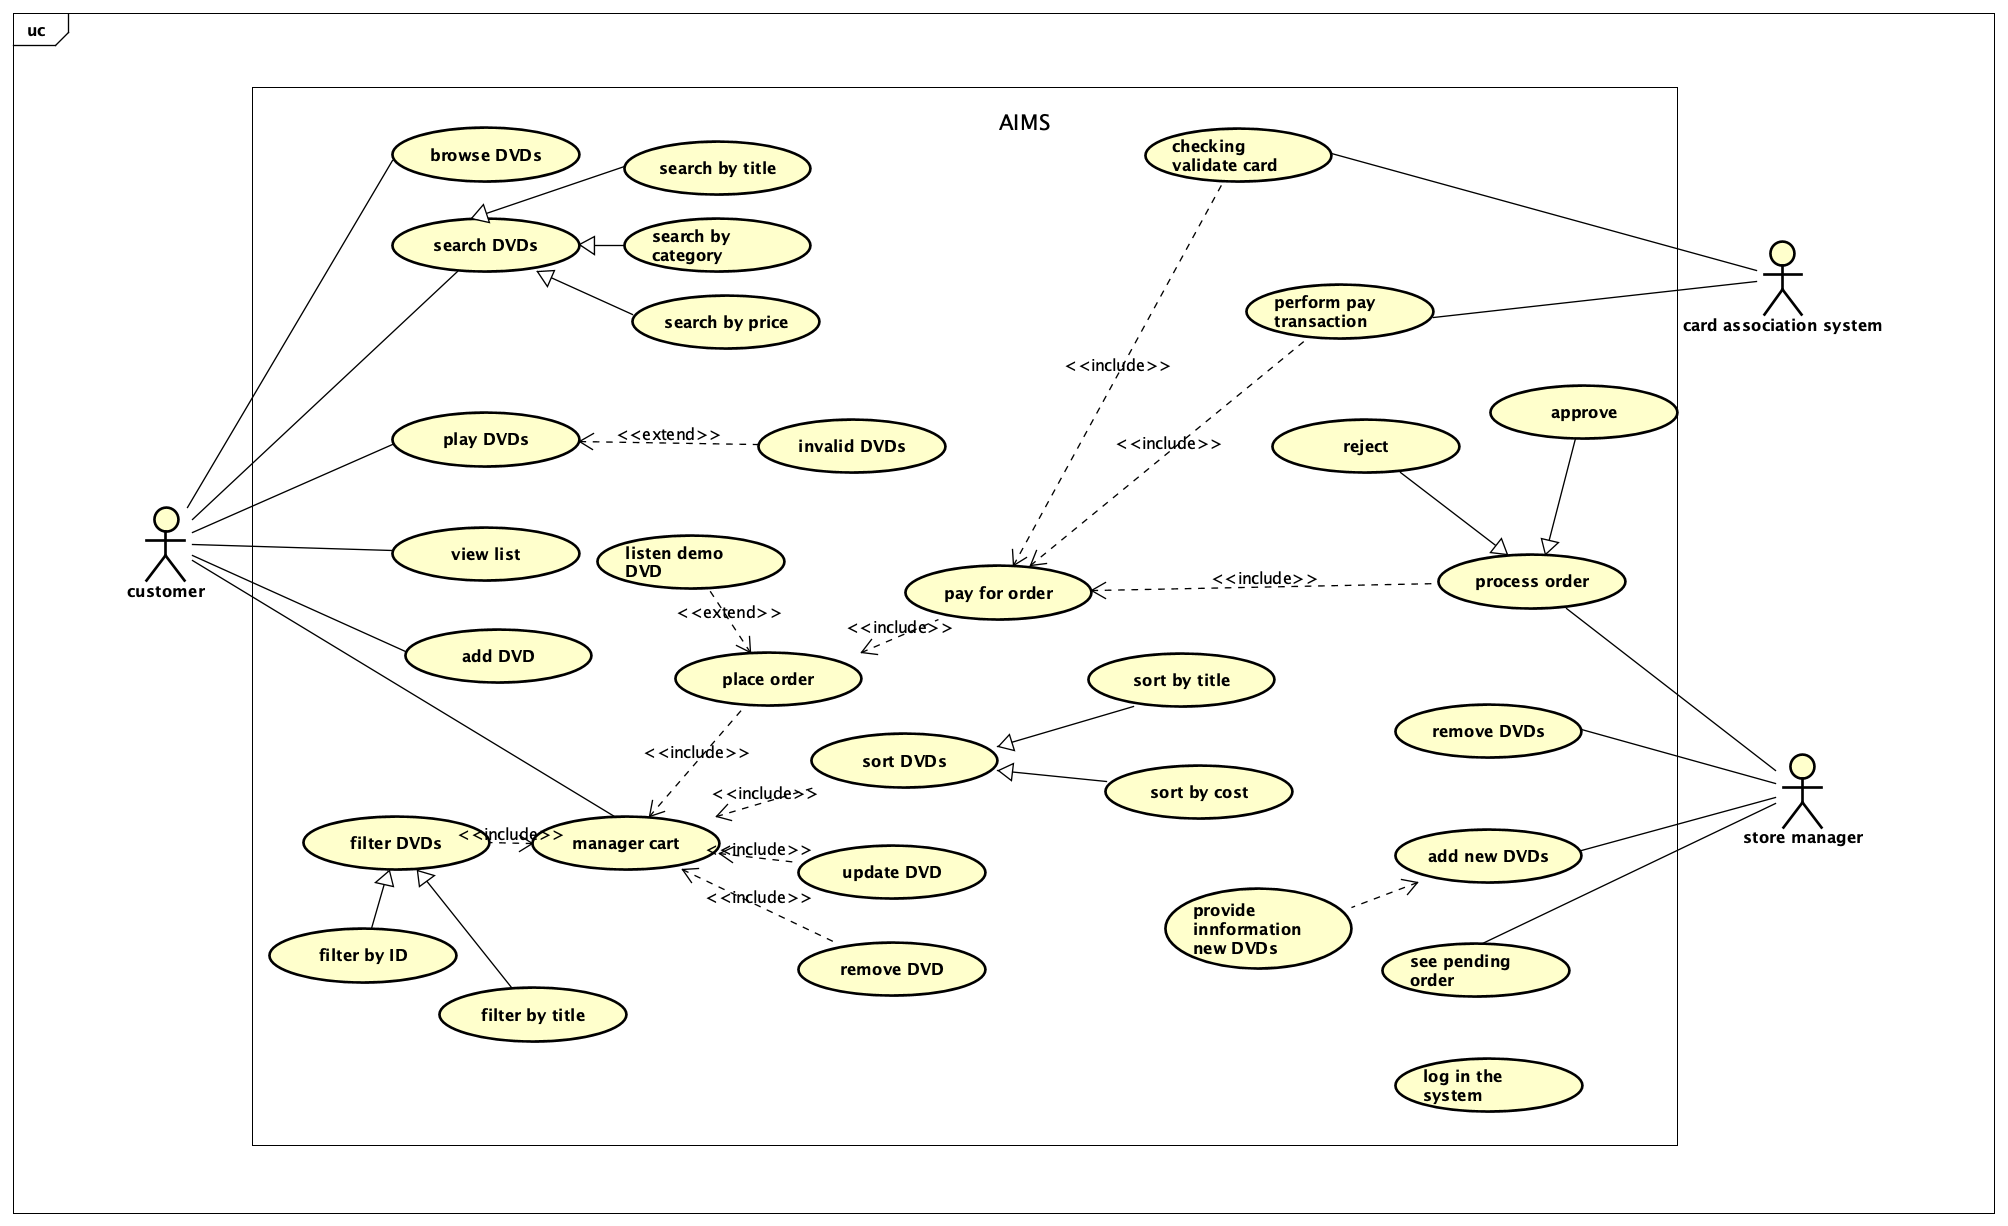 uc
AIMS
browse DVDs
search by title
checking
validate card
search DVDs
search by
category
search by price
perform pay
transaction
card association system
<<include>>
play DVDs
<<extend>>
invalid DVDs
<<include>>
reject
approve
customer
view list
listen demo
DVD
<<extend>>
pay for order
<<include>>
process order
<<include>>
add DVD
place order
sort by title
<<include>>
sort DVDs
<<include>>
sort by cost
remove DVDs
store manager
filter DVDs
<<include>>
manager cart
<<include>>
update DVD
<<include>>
add new DVDs
provide
innformation
new DVDs
filter by ID
remove DVD
see pending
order
filter by title
log in the
system